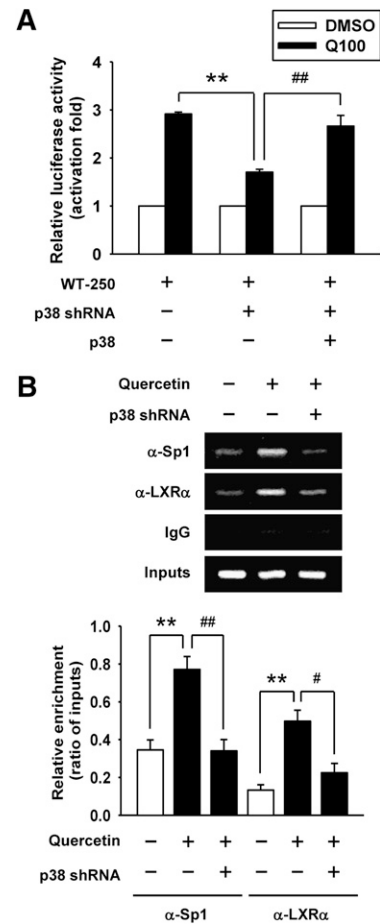 A
DMSO
Q100
Relative luciferase activity
(activation fold)
4
3
2
1
0
** ##
WT-250 + + +
p38 shRNA − + +
p38 − − +
B
Quercetin − + +
p38 shRNA − − +
α-Sp1
α-LXRα
IgG
Inputs
Relative enrichment
(ratio of inputs)
1.0
0.8
0.6
0.4
0.2
0.0
** ## ** #
Quercetin − + + − + +
p38 shRNA − − + − − +
α-Sp1 α-LXRα